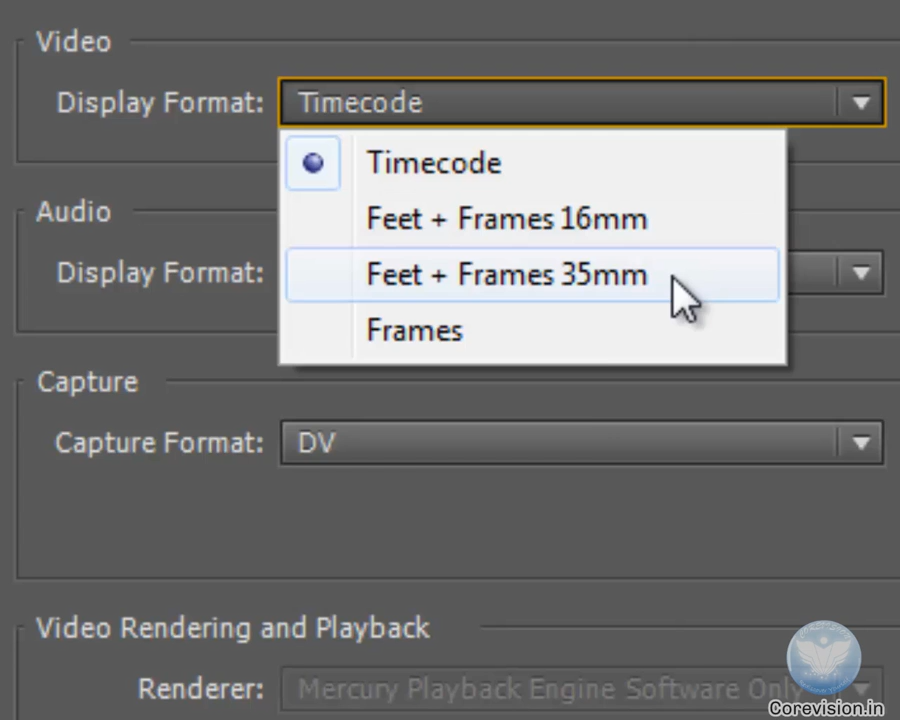 Video
Display Format: Timecode
Timecode
Feet + Frames 16mm
Audio
Display Format:
Feet + Frames 35mm
Frames
Capture
Capture Format: DV
Video Rendering and Playback
Renderer: Mercury Playback Engine Software Only
Corevision.in